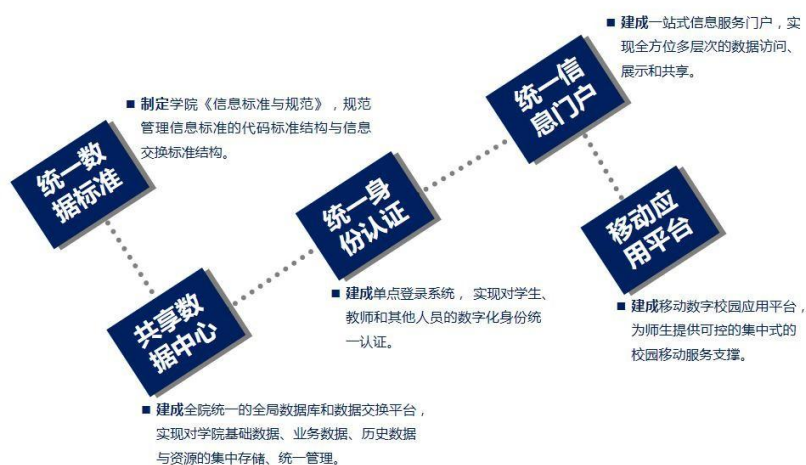 统一数
据标准
■ 制定学院《信息标准与规范》，规范
管理信息标准的代码标准结构与信息
交换标准结构。
共享数
据中心
■ 建成全院统一的全局数据库和数据交换平台，
实现对学院基础数据、业务数据、历史数据
与资源的集中存储、统一管理。
统一身
份认证
■ 建成单点登录系统， 实现对学生、
教师和其他人员的数字化身份统
一认证。
统一信
息门户
■ 建成一站式信息服务门户，实
现全方位多层次的数据访问、
展示和共享。
移动应
用平台
■ 建成移动数字校园应用平台，
为师生提供可控的集中式的
校园移动服务支撑。